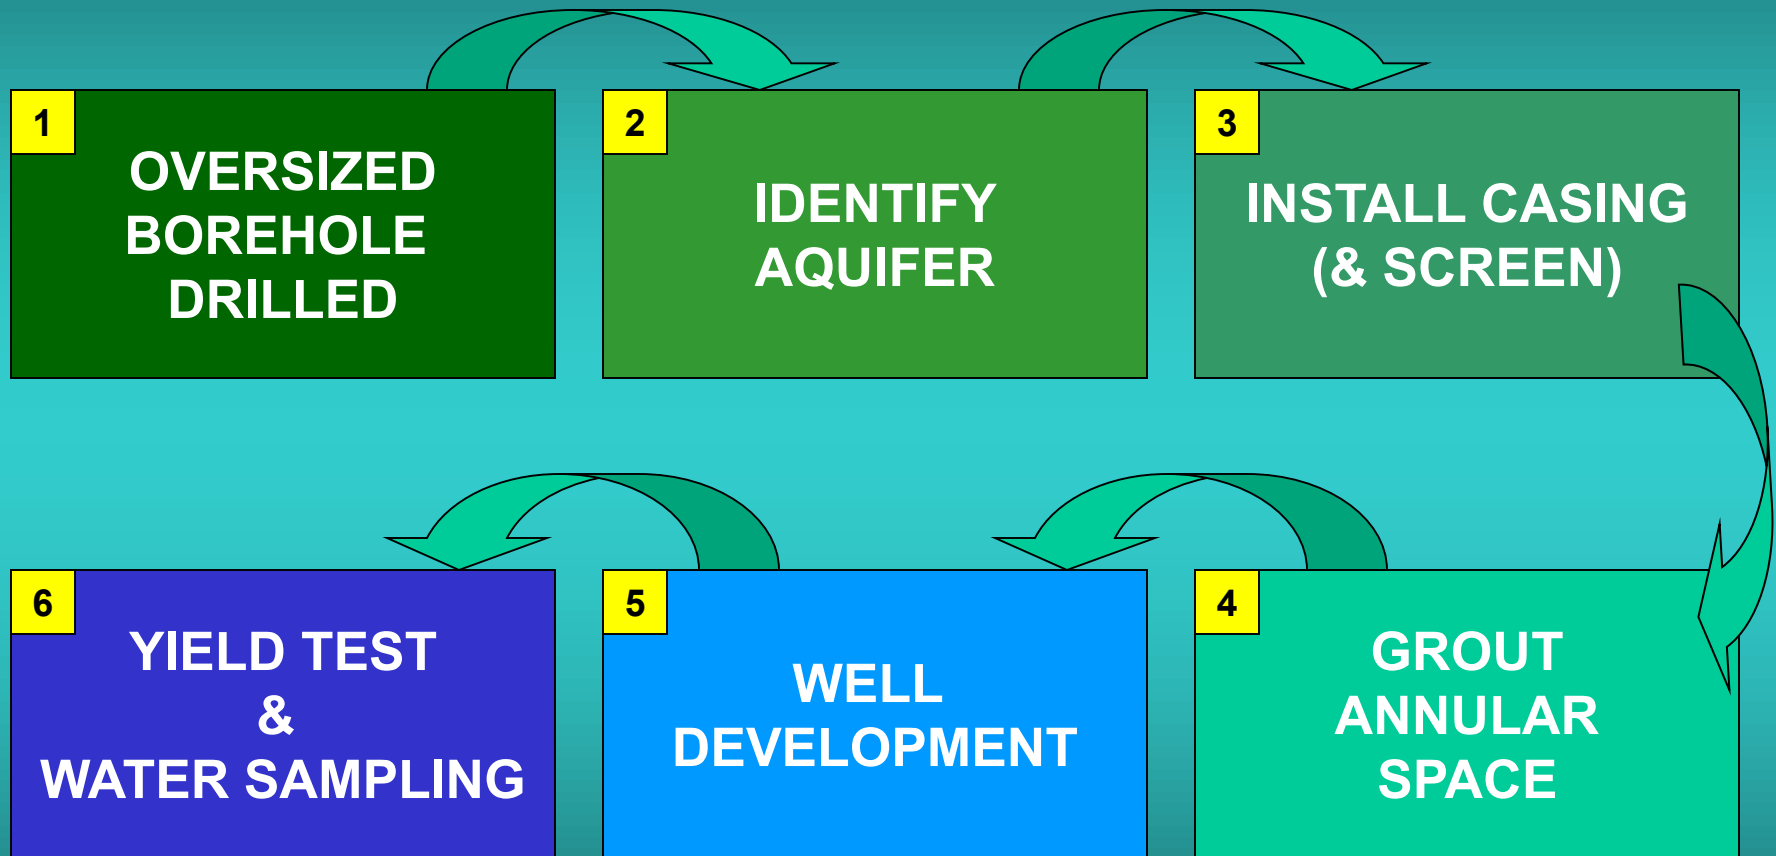 1
OVERSIZED
BOREHOLE
DRILLED
2
IDENTIFY
AQUIFER
3
INSTALL CASING
(& SCREEN)
4
GROUT
ANNULAR
SPACE
5
WELL
DEVELOPMENT
6
YIELD TEST
&
WATER SAMPLING